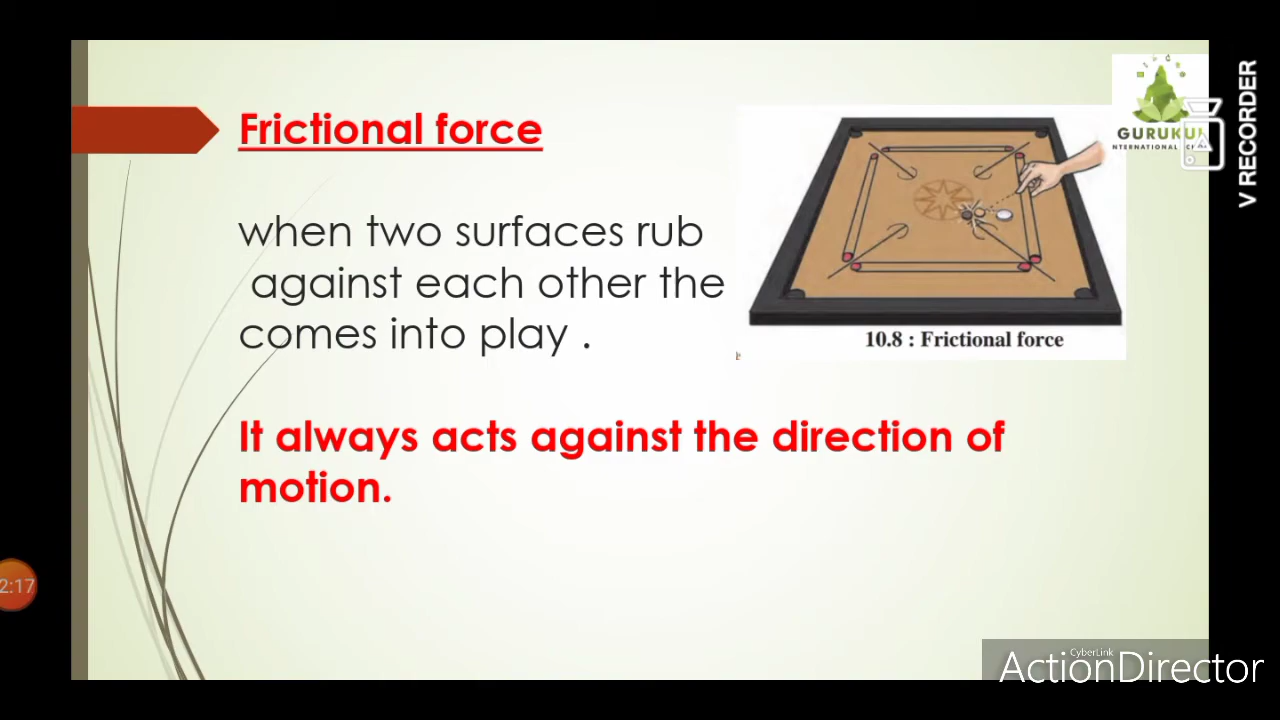 Frictional force
when two surfaces rub
against each other the
comes into play .
It always acts against the direction of
motion.
10.8 : Frictional force
GURUKUL
V RECORDER
2:17
CyberLink
ActionDirector